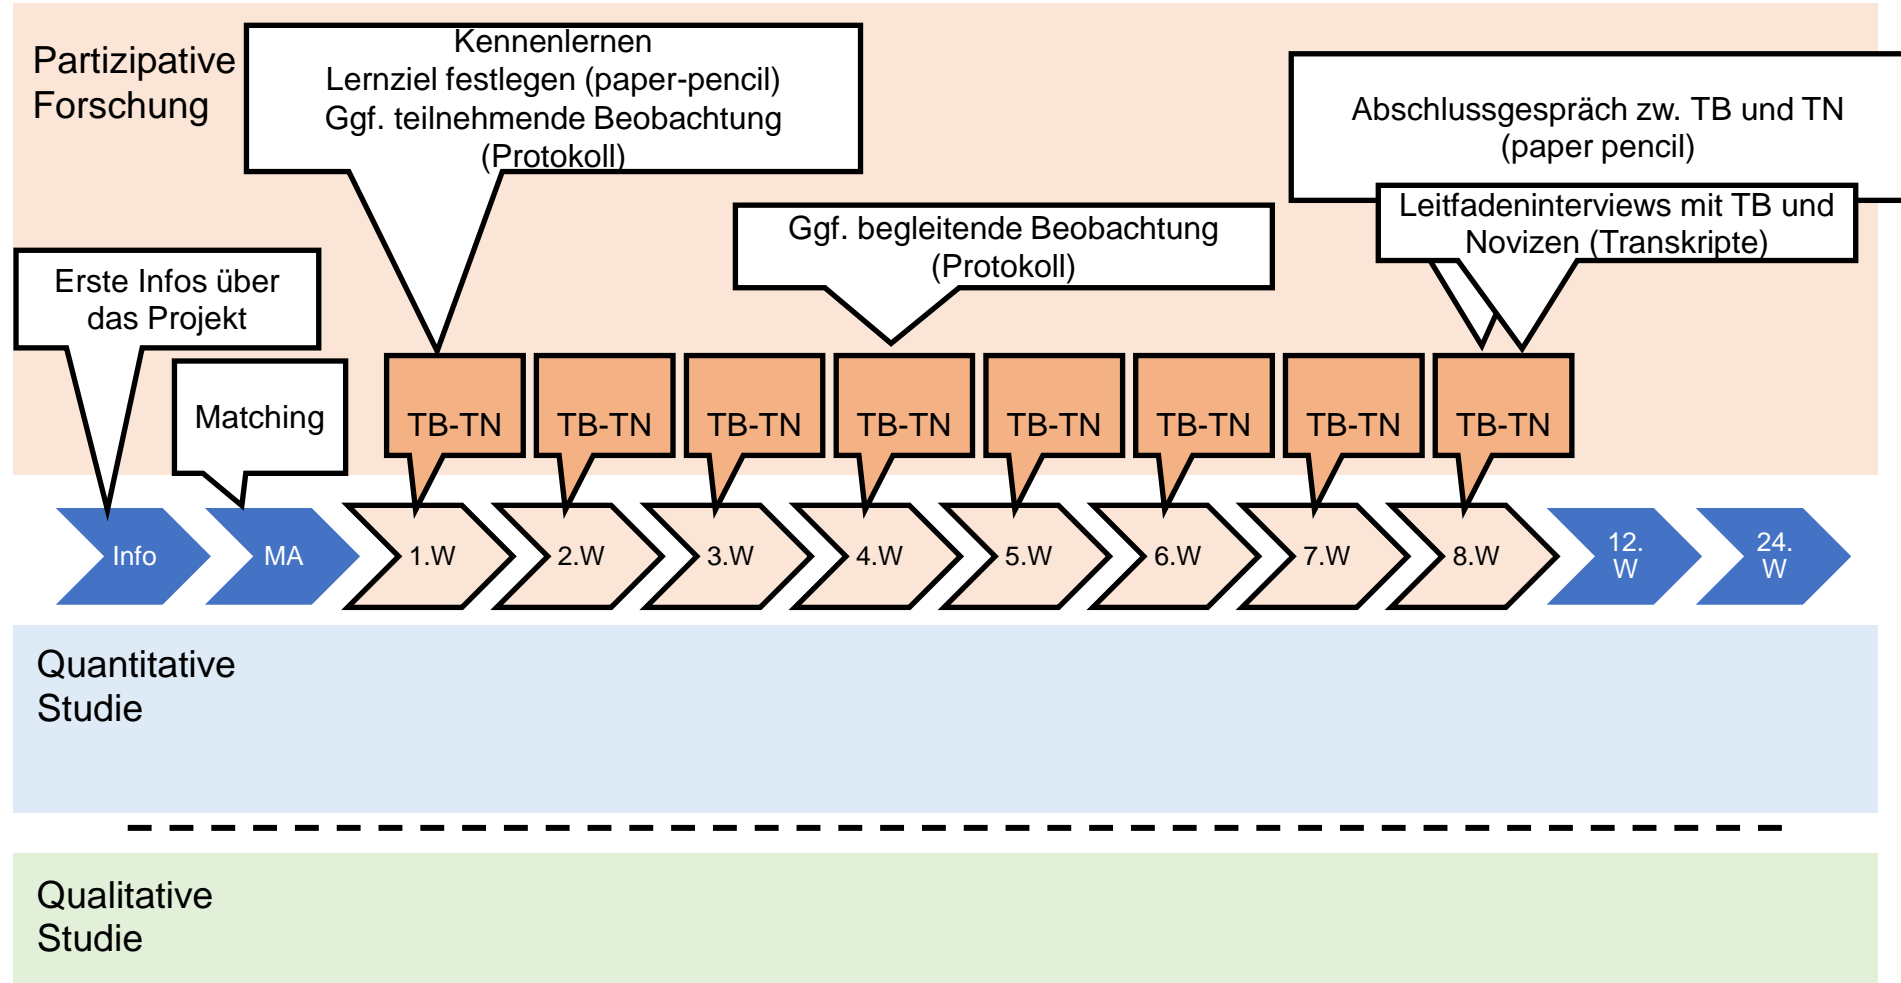 Partizipative
Forschung
Kennenlernen
Lernziel festlegen (paper-pencil)
Ggf. teilnehmende Beobachtung
(Protokoll)
Abschlussgespräch zw. TB und TN
(paper pencil)
Leitfadeninterviews mit TB und
Novizen (Transkripte)
Ggf. begleitende Beobachtung
(Protokoll)
Erste Infos über
das Projekt
Matching
TB-TN
TB-TN
TB-TN
TB-TN
TB-TN
TB-TN
TB-TN
TB-TN
Info
MA
1.W
2.W
3.W
4.W
5.W
6.W
7.W
8.W
12.
W
24.
W
Quantitative
Studie
Qualitative
Studie